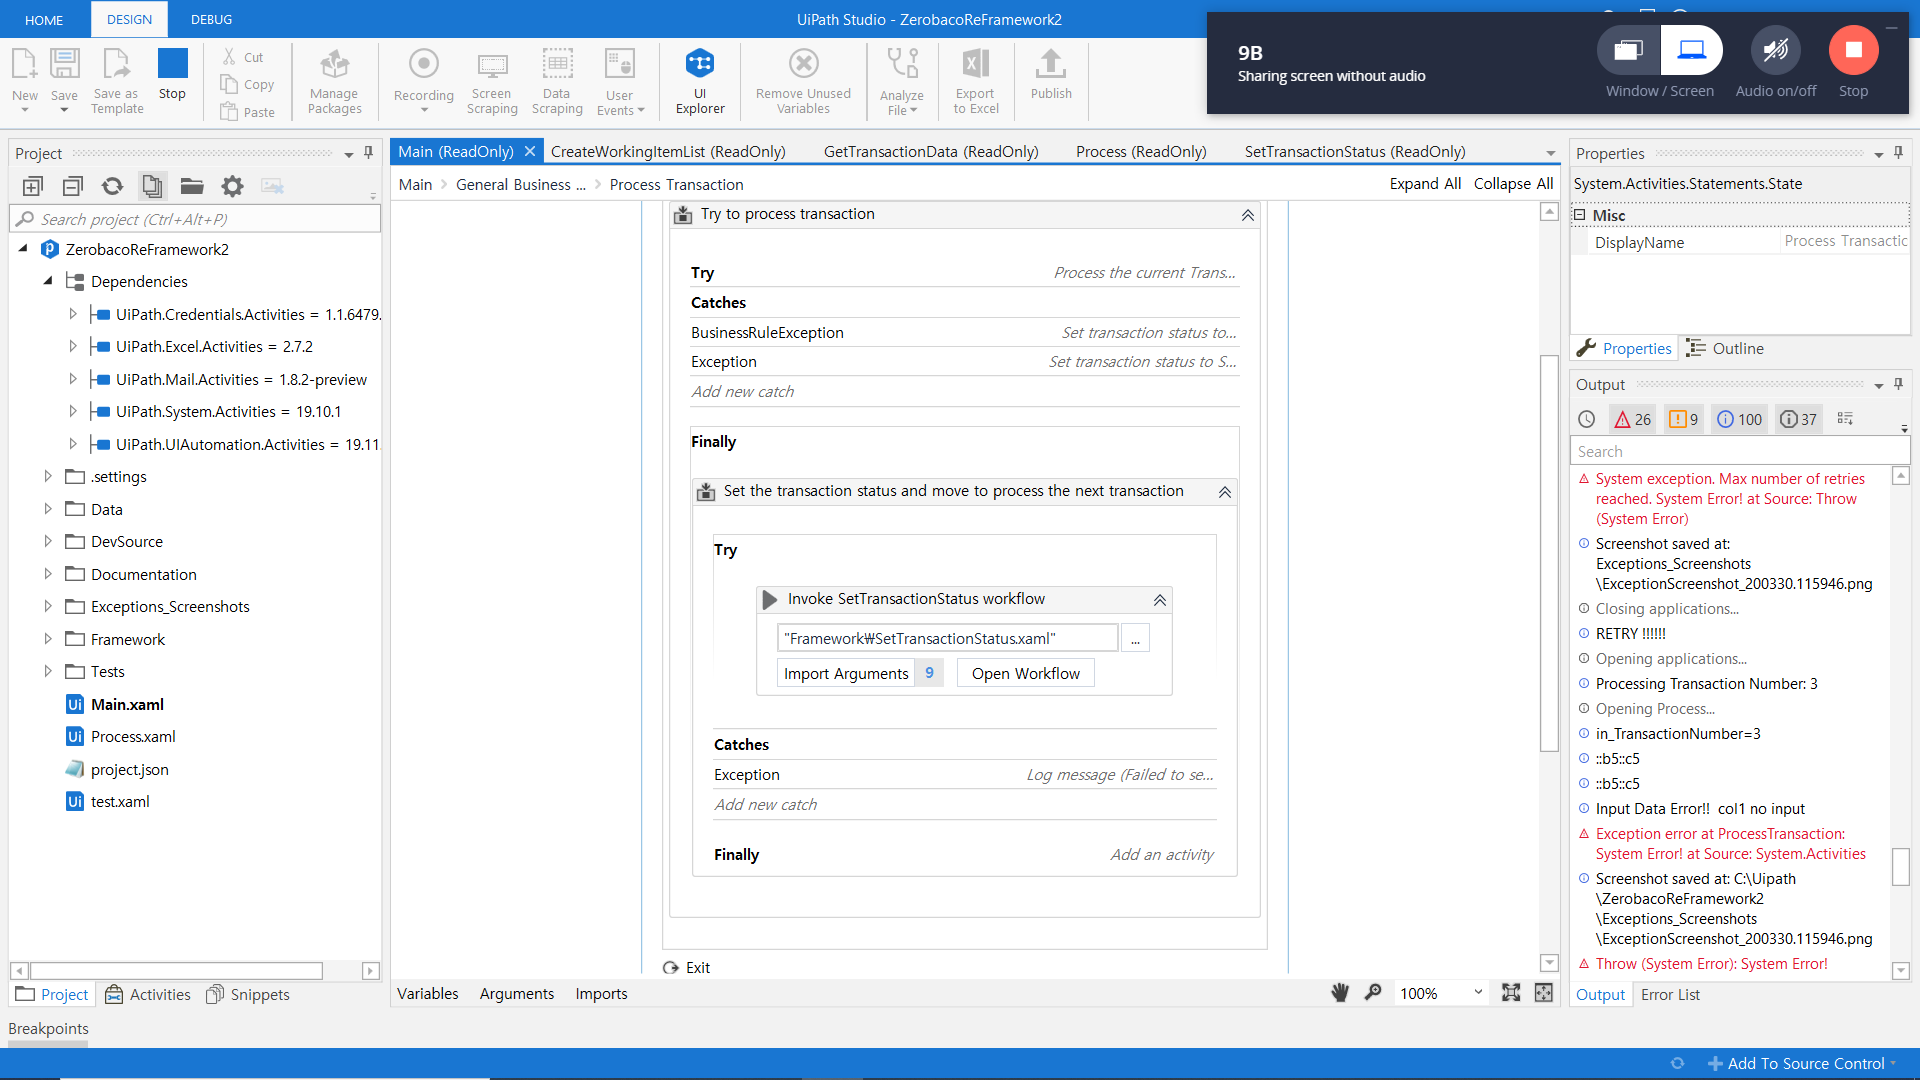 HOME
DESIGN
DEBUG
UiPath Studio - ZerobacoReFramework2
9B
Sharing screen without audio
Window / Screen
Audio on/off
Stop
New
Save
Save as
Template
Stop
Cut
Copy
Paste
Manage
Packages
Recording
Screen
Scraping
Data
Scraping
User
Events
UI
Explorer
Remove Unused
Variables
Analyze
File
Export
to Excel
Publish
Project
Search project (Ctrl+Alt+P)
ZerobacoReFramework2
Dependencies
UiPath.Credentials.Activities = 1.1.6479.
UiPath.Excel.Activities = 2.7.2
UiPath.Mail.Activities = 1.8.2-preview
UiPath.System.Activities = 19.10.1
UiPath.UIAutomation.Activities = 19.11.
.settings
Data
DevSource
Documentation
Exceptions_Screenshots
Framework
Tests
Main.xaml
Process.xaml
project.json
test.xaml
Project
Activities
Snippets
Main (ReadOnly)
CreateWorkingItemList (ReadOnly)
GetTransactionData (ReadOnly)
Process (ReadOnly)
SetTransactionStatus (ReadOnly)
Main
General Business ...
Process Transaction
Expand All
Collapse All
Try to process transaction
Try
Process the current Trans...
Catches
BusinessRuleException
Set transaction status to...
Exception
Set transaction status to S...
Add new catch
Finally
Set the transaction status and move to process the next transaction
Try
Invoke SetTransactionStatus workflow
"Framework₩SetTransactionStatus.xaml"
...
Import Arguments
9
Open Workflow
Catches
Exception
Log message (Failed to se...
Add new catch
Finally
Add an activity
Exit
Variables
Arguments
Imports
100%
Properties
System.Activities.Statements.State
Misc
DisplayName
Process Transactic
Properties
Outline
Output
26
9
100
37
Search
System exception. Max number of retries
reached. System Error! at Source: Throw
(System Error)
Screenshot saved at:
Exceptions_Screenshots
\ExceptionScreenshot_200330.115946.png
Closing applications...
RETRY !!!!!!
Opening applications...
Processing Transaction Number: 3
Opening Process...
in_TransactionNumber=3
::b5::c5
::b5::c5
Input Data Error!!  col1 no input
Exception error at ProcessTransaction:
System Error! at Source: System.Activities
Screenshot saved at: C:\Uipath
\ZerobacoReFramework2
\Exceptions_Screenshots
\ExceptionScreenshot_200330.115946.png
Throw (System Error): System Error!
Output
Error List
Breakpoints
Add To Source Control